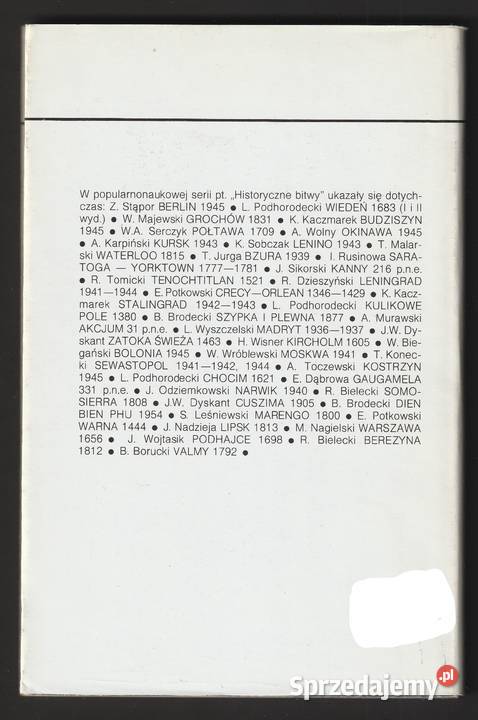 W popularnonaukowej serii pt. „Historyczne bitwy" ukazały się dotych-
czas: Z. Stąpor BERLIN 1945 ● L. Podhorodecki WIEDEŃ 1683 (I i II
wyd.) ● W. Majewski GROCHÓW 1831 ● K. Kaczmarek BUDZISZYN
1945 ● W.A. Serczyk POŁTAWA 1709 ● A. Wolny OKINAWA 1945
● A. Karpiński KURSK 1943 ● K. Sobczak LENINO 1943 ● T. Malar-
ski WATERLOO 1815 ● T. Jurga BZURA 1939 ● I. Rusinowa SARA-
TOGA — YORKTOWN 1777—1781 ● J. Sikorski KANNY 216 p.n.e.
● R. Tomicki TENOCHTITLAN 1521 ● R. Dzieszyński LENINGRAD
1941—1944 ● E. Potkowski CRECY—ORLEAN 1346—1429 ● K. Kacz-
marek STALINGRAD 1942—1943 ● L. Podhorodecki KULIKOWE
POLE 1380 ● B. Brodecki SZYPKA I PLEWNA 1877 ● A. Murawski
AKCJUM 31 p.n.e. ● L. Wyszczelski MADRYT 1936—1937 ● J.W. Dy-
skant ZATOKA ŚWIEŻA 1463 ● H. Wisner KIRCHOLM 1605 ● W. Bie-
gański BOLONIA 1945 ● W. Wróblewski MOSKWA 1941 ● T. Konec-
ki SEWASTOPOL 1941—1942, 1944 ● A. Toczewski KOSTRZYN
1945 ● L. Podhorodecki CHOCIM 1621 ● E. Dąbrowa GAUGAMELA
331 p.n.e. ● J. Odziemkowski NARWIK 1940 ● R. Bielecki SOMO-
SIERRA 1808 ● J.W. Dyskant CUSZIMA 1905 ● B. Brodecki DIEN
BIEN PHU 1954 ● S. Leśniewski MARENGO 1800 ● E. Potkowski
WARNA 1444 ● J. Nadzieja LIPSK 1813 ● M. Nagielski WARSZAWA
1656 ● J. Wojtasik PODHAJCE 1698 ● R. Bielecki BEREZYNA
1812 ● B. Borucki VALMY 1792 ●
Sprzedajemy.pl